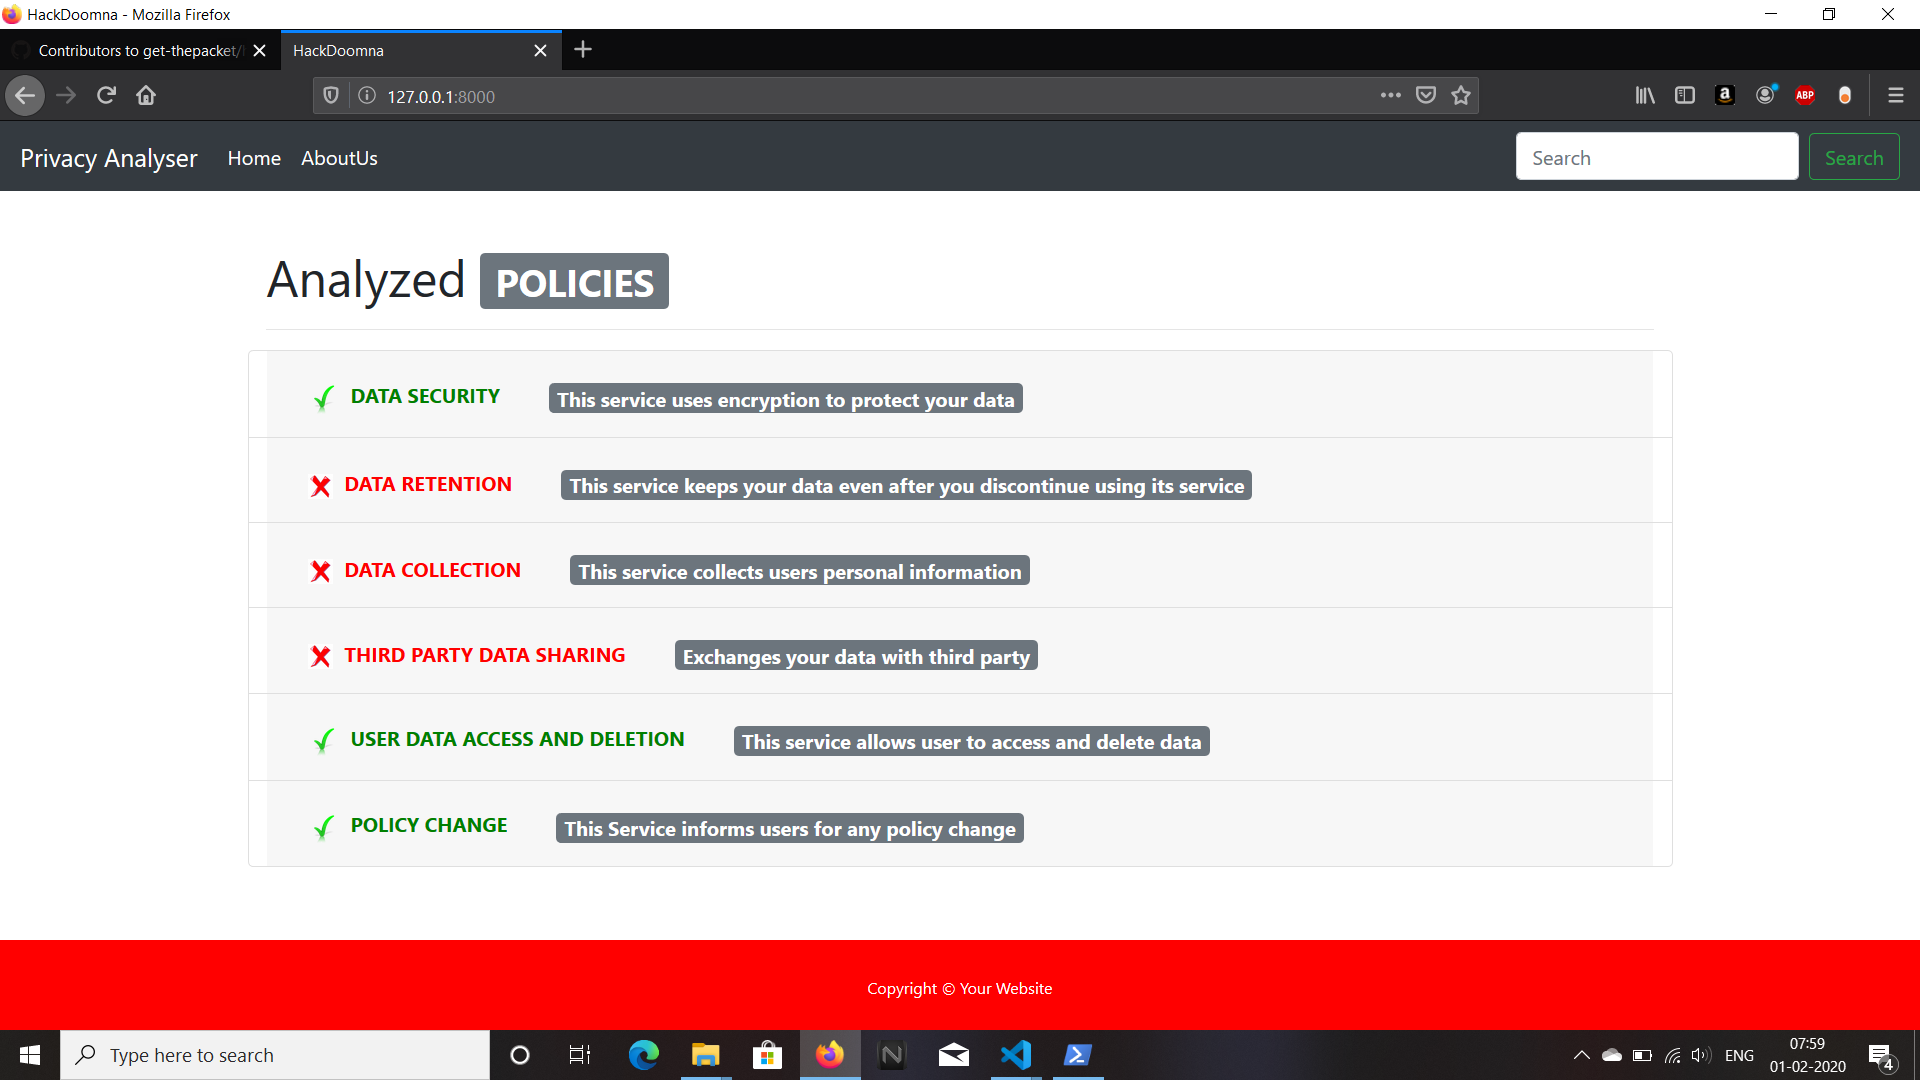 HackDoomna - Mozilla Firefox
Contributors to get-thepacket/
HackDoomna
127.0.0.1:8000
ABP
Privacy Analyser Home AboutUs Search Search
Analyzed POLICIES
DATA SECURITY This service uses encryption to protect your data
DATA RETENTION This service keeps your data even after you discontinue using its service
DATA COLLECTION This service collects users personal information
THIRD PARTY DATA SHARING Exchanges your data with third party
USER DATA ACCESS AND DELETION This service allows user to access and delete data
POLICY CHANGE This Service informs users for any policy change
Copyright © Your Website
Type here to search
ENG
07:59
01-02-2020
4